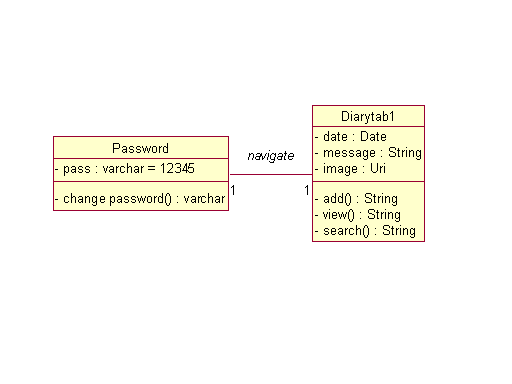 Password
- pass : varchar = 12345
- change password() : varchar
navigate
1
1
Diarytab1
- date : Date
- message : String
- image : Uri
- add() : String
- view() : String
- search() : String